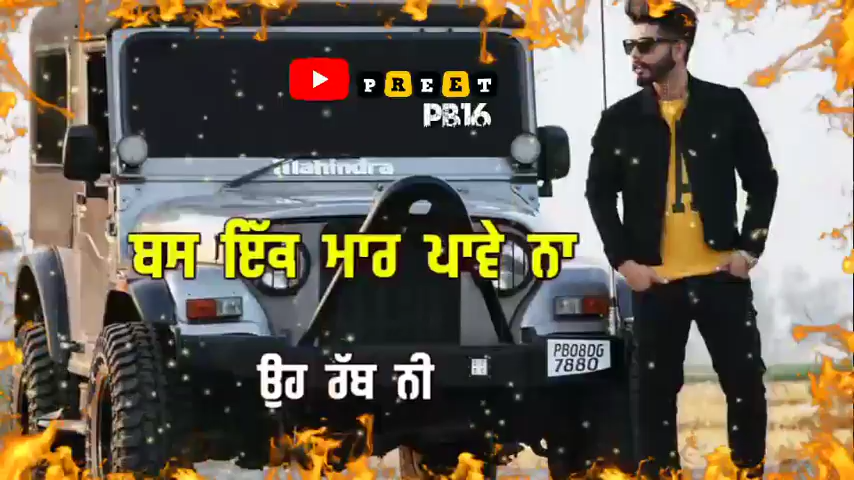 PREET
PB16
Mahindra
ਬਸ ਇੱਕ ਮਾਰ ਪਾਵੇ ਨਾ
PB08DG
7880
ਉਹ ਰੱਬ ਨੀ